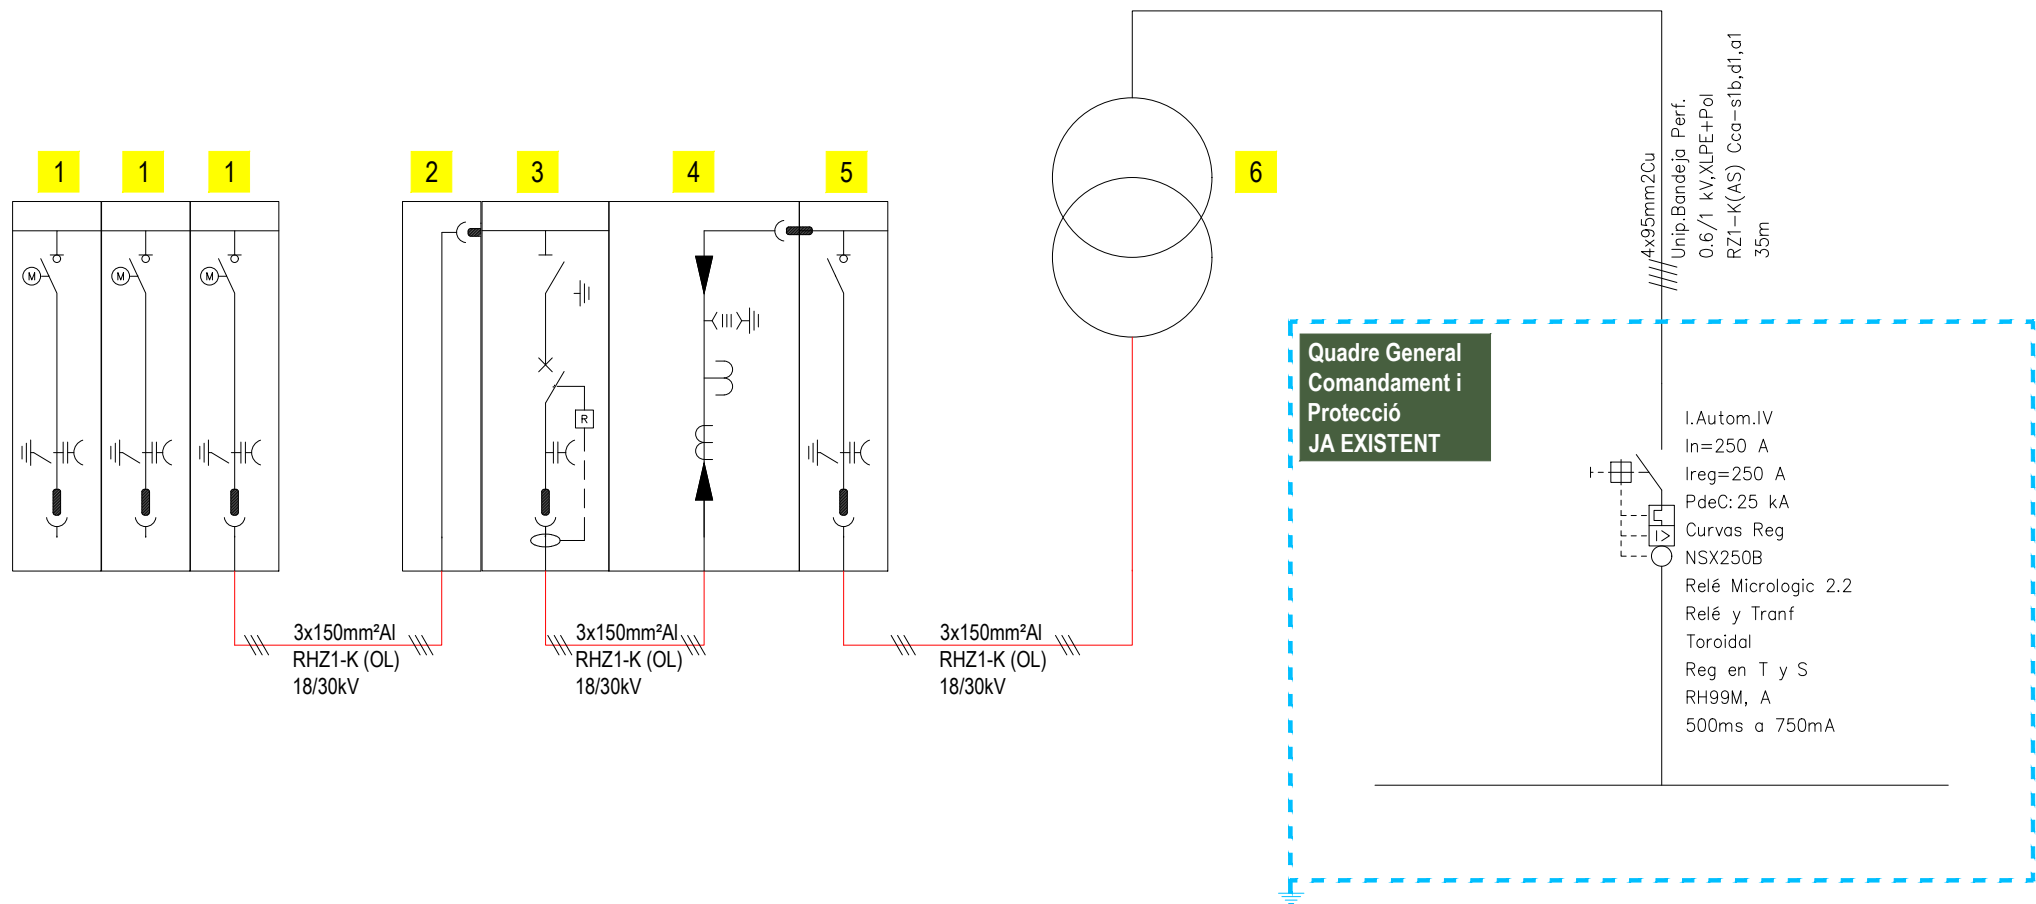 1
1
1
2
3
4
5
6
M
M
M
R
3x150mm²Al
RHZ1-K (OL)
18/30kV
3x150mm²Al
RHZ1-K (OL)
18/30kV
3x150mm²Al
RHZ1-K (OL)
18/30kV
4x95mm2Cu
Unip.Bandeja Perf.
0.6/1 kV,XLPE+Pol
RZ1-K(AS) Cca-s1b,d1,a1
35m
Quadre General
Comandament i
Protecció
JA EXISTENT
I.Autom.IV
In=250 A
Ireg=250 A
PdeC: 25 kA
Curvas Reg
NSX250B
Relé Micrologic 2.2
Relé y Tranf
Toroidal
Reg en T y S
RH99M, A
500ms a 750mA
I>